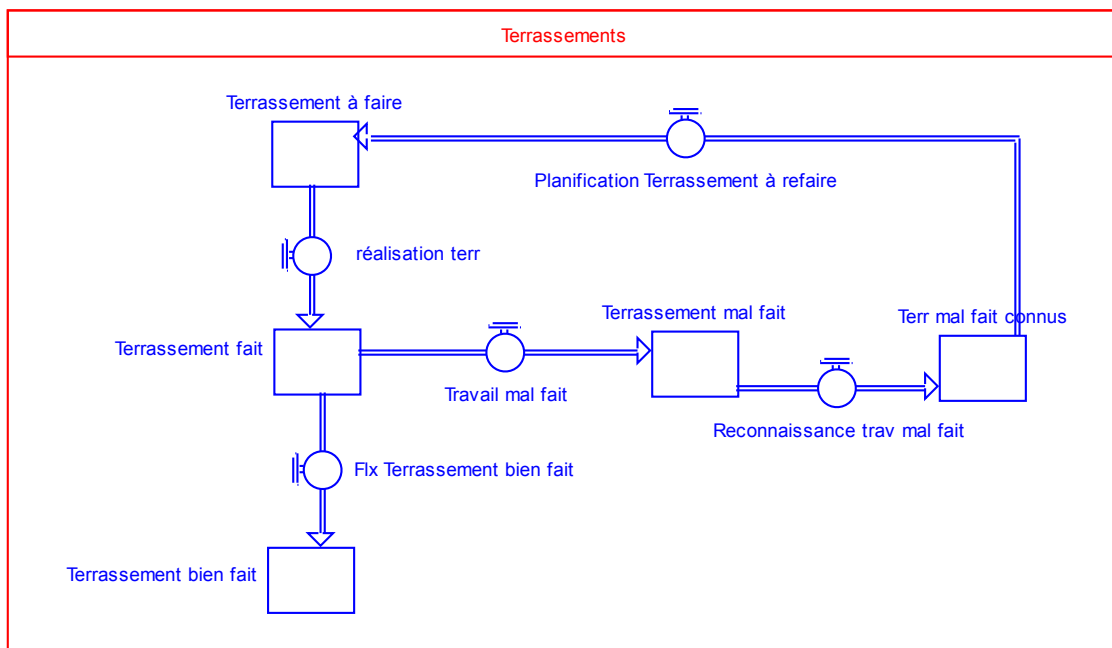 Terrassements
Terrassement à faire
Planification Terrassement à refaire
réalisation terr
Terrassement mal fait
Terr mal fait connus
Terrassement fait
Travail mal fait
Reconnaissance trav mal fait
Flx Terrassement bien fait
Terrassement bien fait